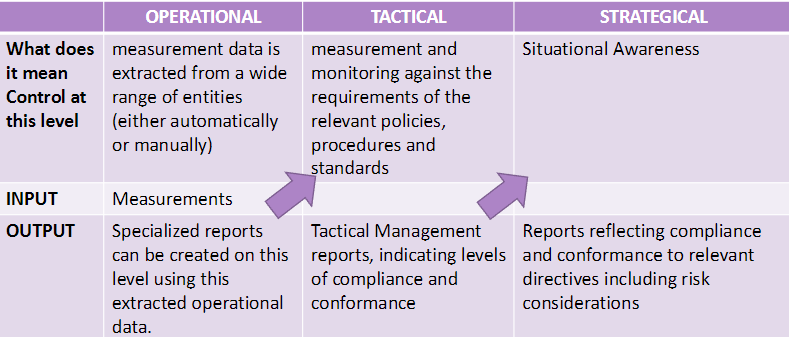 OPERATIONAL TACTICAL STRATEGICAL
What does it mean Control at this level
measurement data is
extracted from a wide
range of entities
(either automatically
or manually)
measurement and
monitoring against the
requirements of the
relevant policies,
procedures and
standards
Situational Awareness
INPUT
Measurements
OUTPUT
Specialized reports
can be created on this
level using this
extracted operational
data.
Tactical Management
reports, indicating levels
of compliance and
conformance
Reports reflecting compliance
and conformance to relevant
directives including risk
considerations